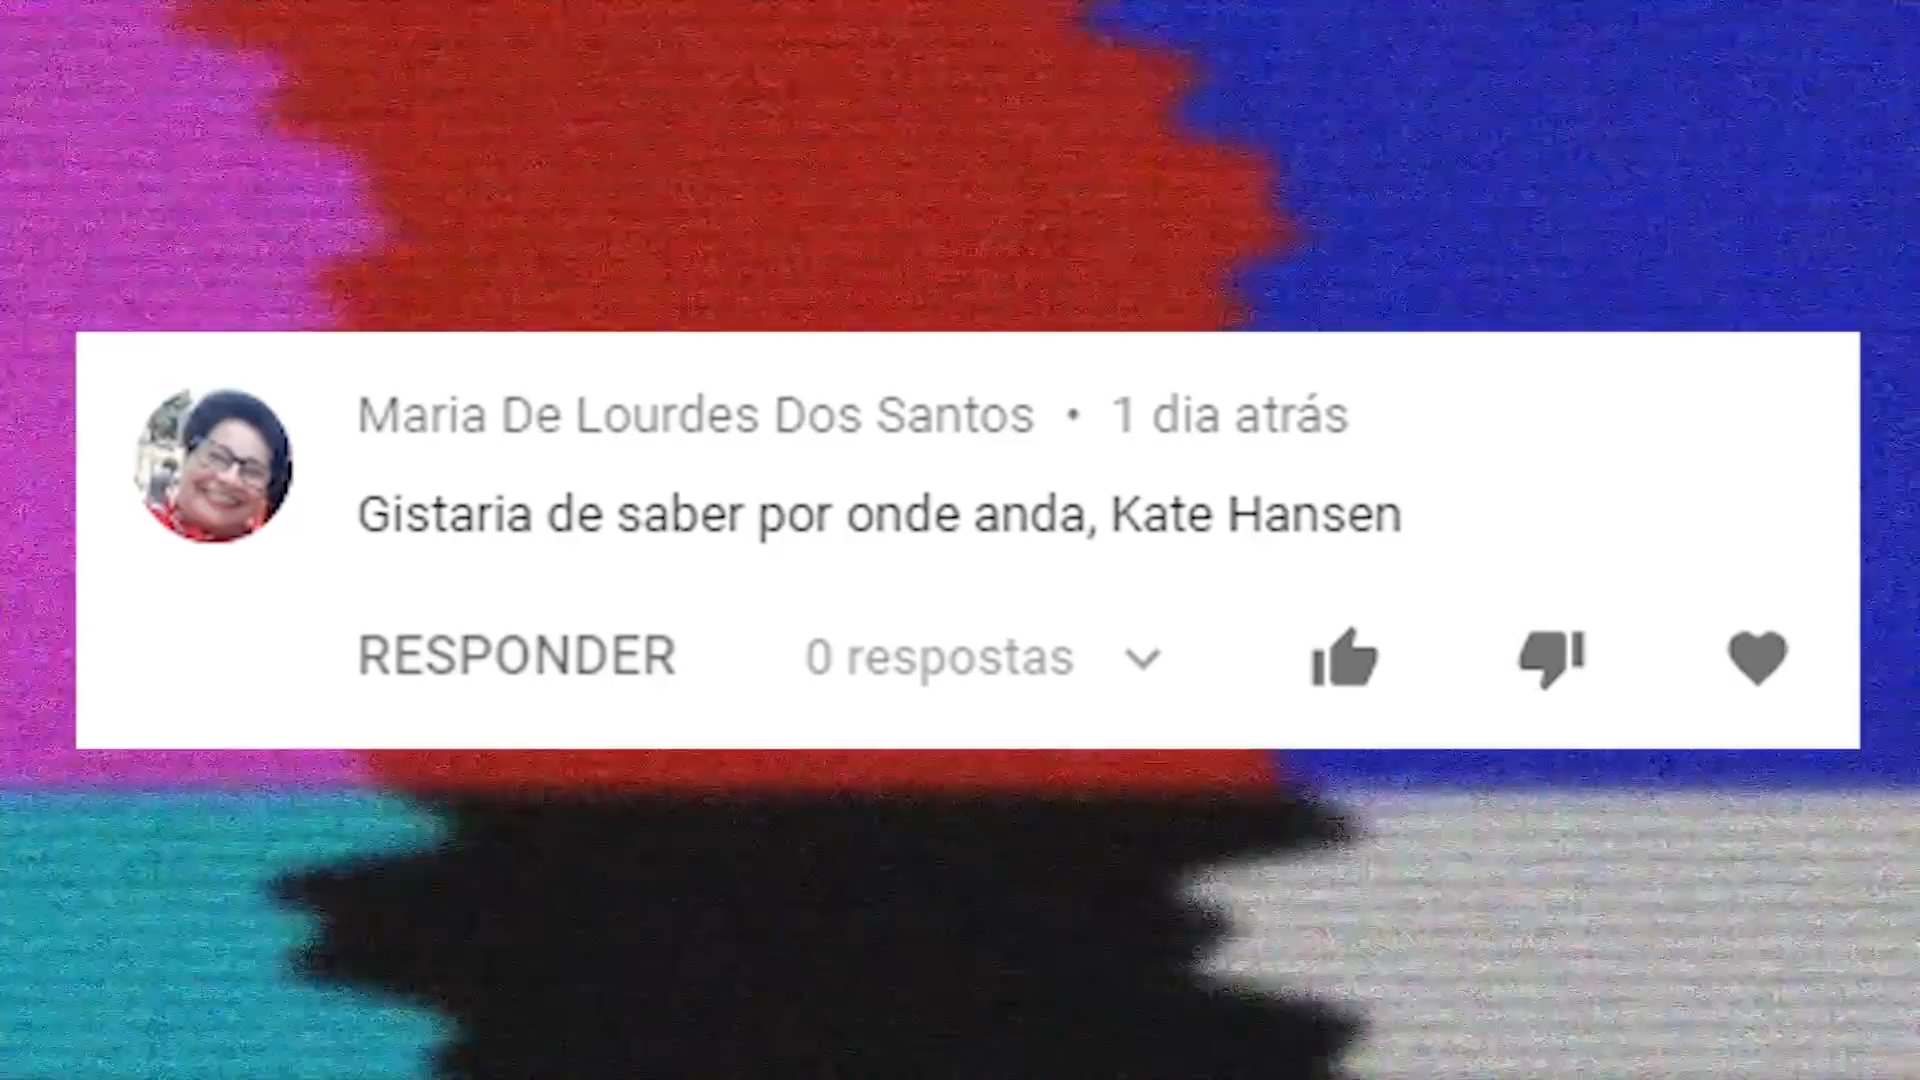 Maria De Lourdes Dos Santos • 1 dia atrás
Gistaria de saber por onde anda, Kate Hansen
RESPONDER 0 respostas